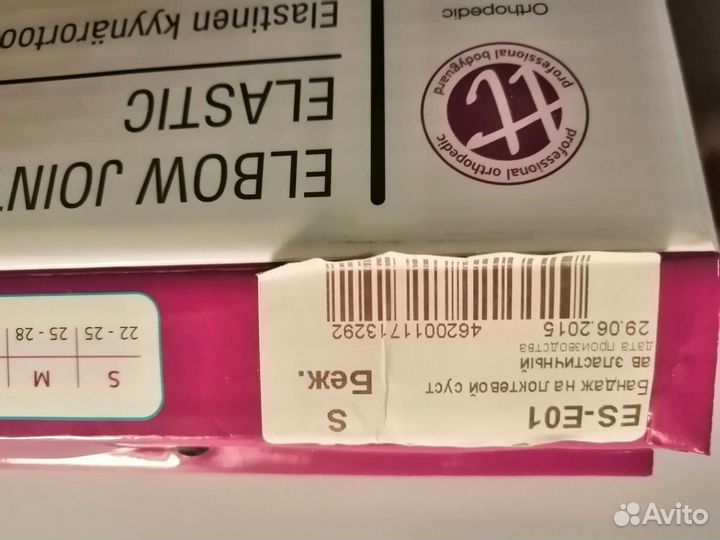 ES-E01
Бандаж на локтевой суст
ав эластичный
дата производства
29.06.2015
S
Беж.
4620011713292
S M
22 - 25 25 - 28
ELBOW JOINT
ELASTIC
Elastinen
professional orthopedic
professional bodyguard
Orthopedic
Avito